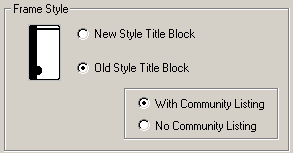 Frame Style
New Style Title Block
Old Style Title Block
With Community Listing
No Community Listing